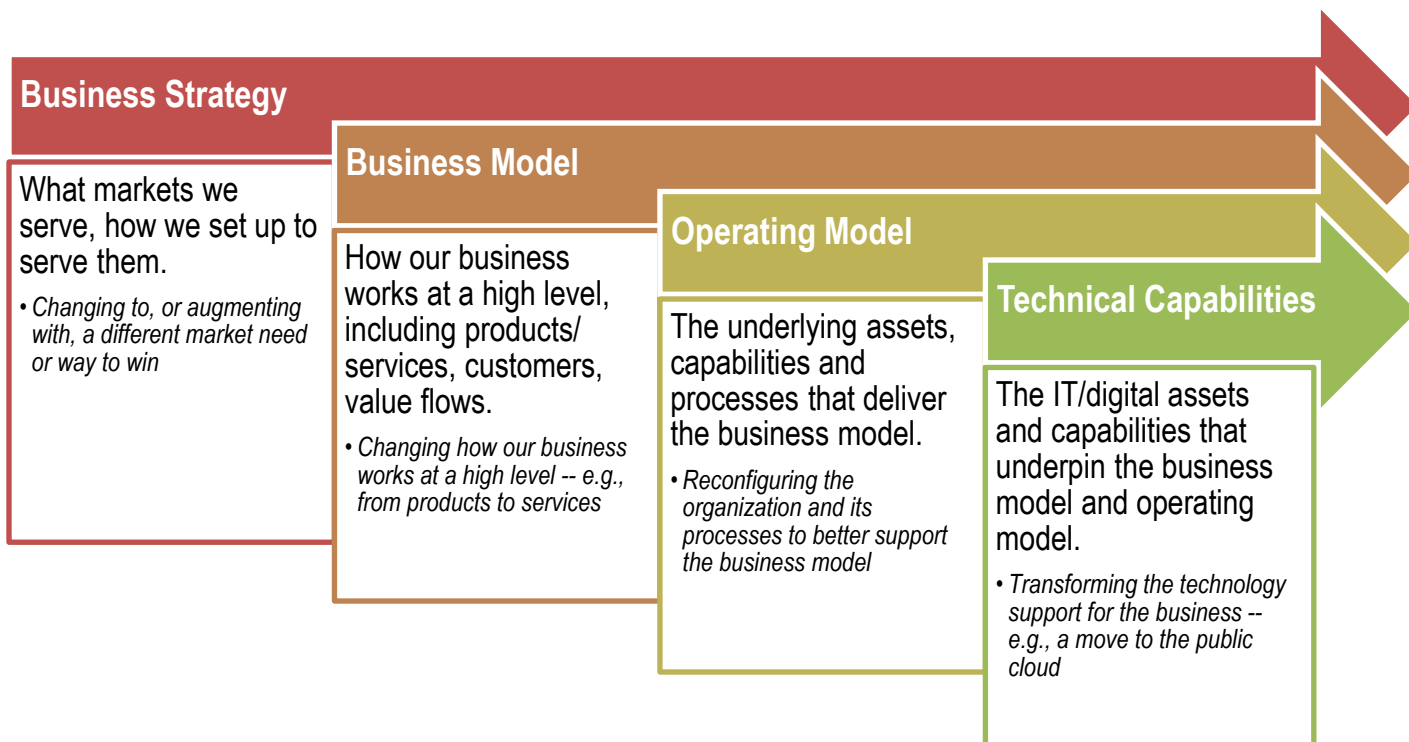 Business Strategy
What markets we
serve, how we set up to
serve them.
• Changing to, or augmenting
with, a different market need
or way to win
Business Model
How our business
works at a high level,
including products/
services, customers,
value flows.
• Changing how our business
works at a high level -- e.g.,
from products to services
Operating Model
The underlying assets,
capabilities and
processes that deliver
the business model.
• Reconfiguring the
organization and its
processes to better support
the business model
Technical Capabilities
The IT/digital assets
and capabilities that
underpin the business
model and operating
model.
• Transforming the technology
support for the business --
e.g., a move to the public
cloud